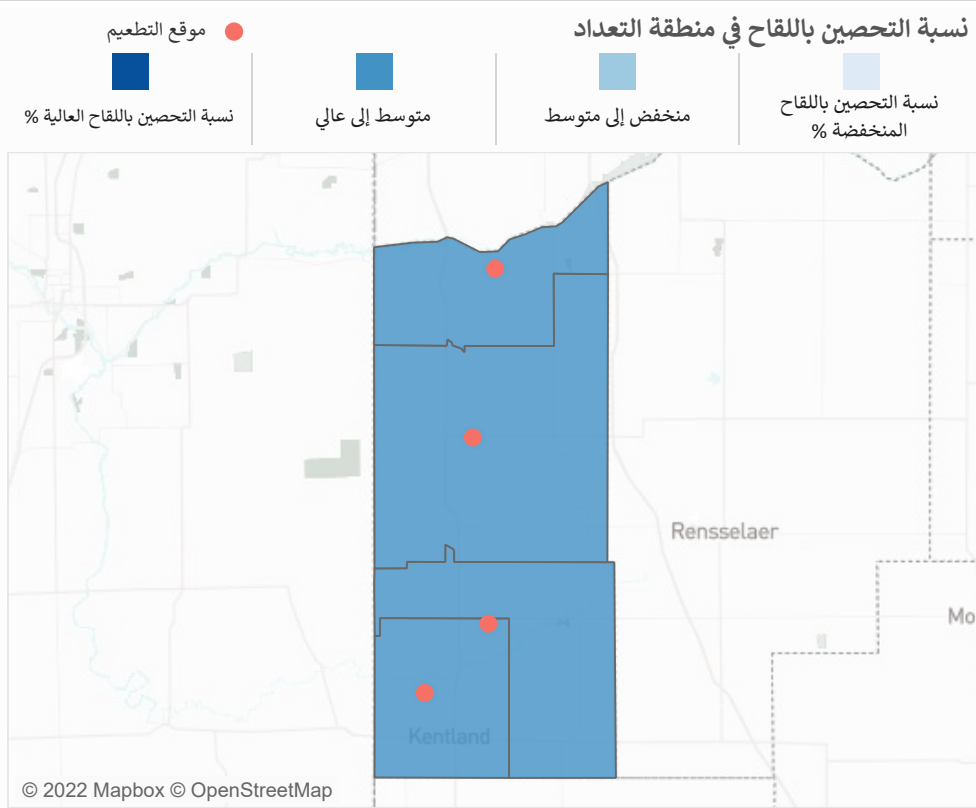 نسبة التحصين باللقاح في منطقة التعداد
موقع التطعيم
نسبة التحصين باللقاح
المنخفضة %
منخفض إلى متوسط
متوسط إلى عالي
نسبة التحصين باللقاح العالية %
Rensselaer
Mo
Kentland
© 2022 Mapbox © OpenStreetMap